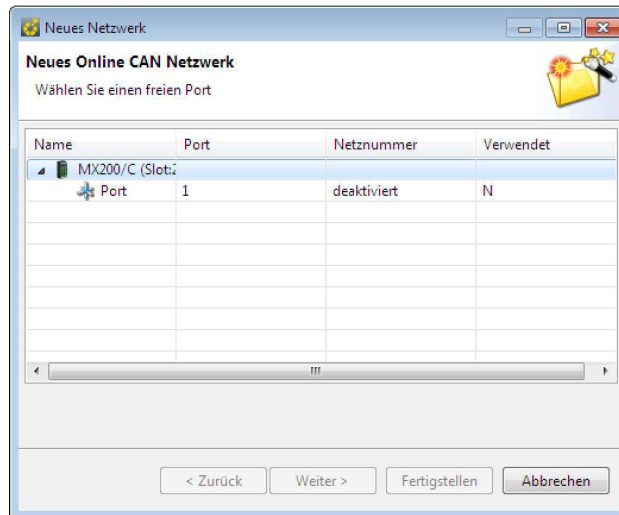 Neues Netzwerk
Neues Online CAN Netzwerk
Wählen Sie einen freien Port
Name Port Netznummer Verwendet
MX200/C (Slot:2
Port 1 deaktiviert N
< Zurück Weiter > Fertigstellen Abbrechen